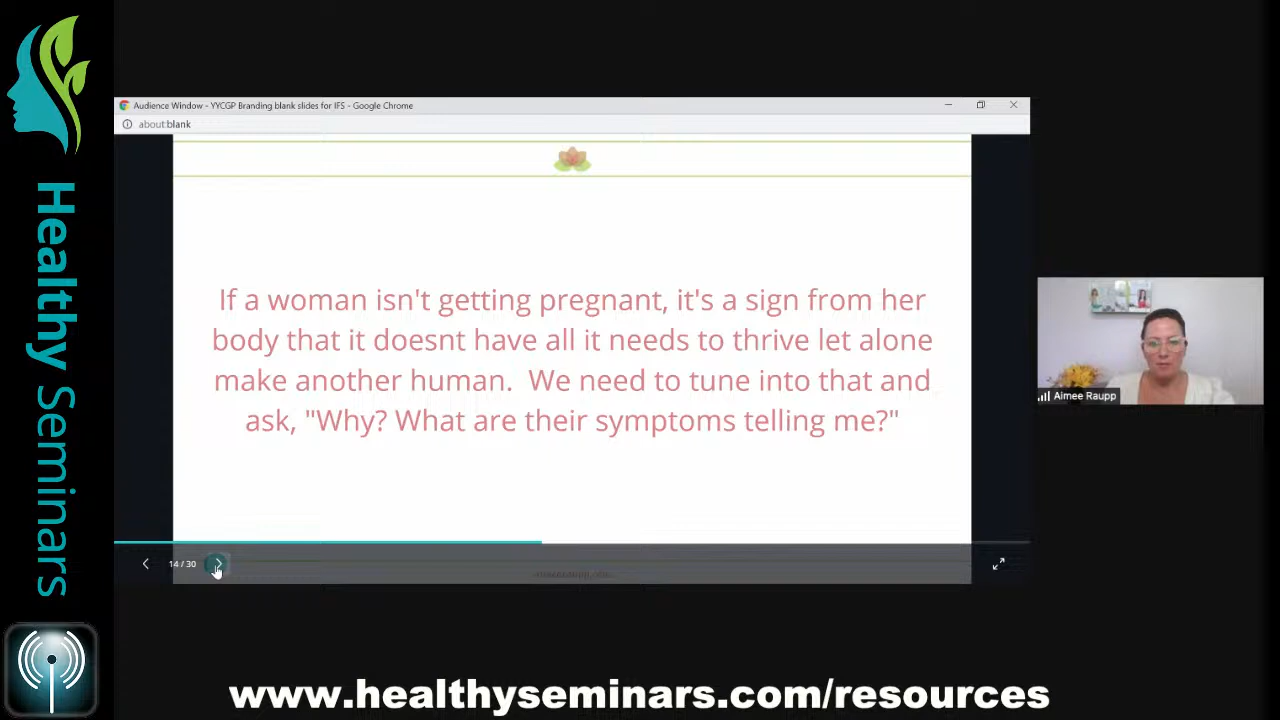 Healthy Seminars
Audience Window - YYCGP Branding blank slides for IFS - Google Chrome
about:blank
If a woman isn't getting pregnant, it's a sign from her
body that it doesnt have all it needs to thrive let alone
make another human. We need to tune into that and
ask, "Why? What are their symptoms telling me?"
Aimee Raupp
14 / 30
www.healthyseminars.com/resources